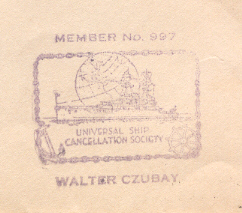 MEMBER No. 997
UNIVERSAL SHIP
CANCELLATION SOCIETY
WALTER CZUBAY.